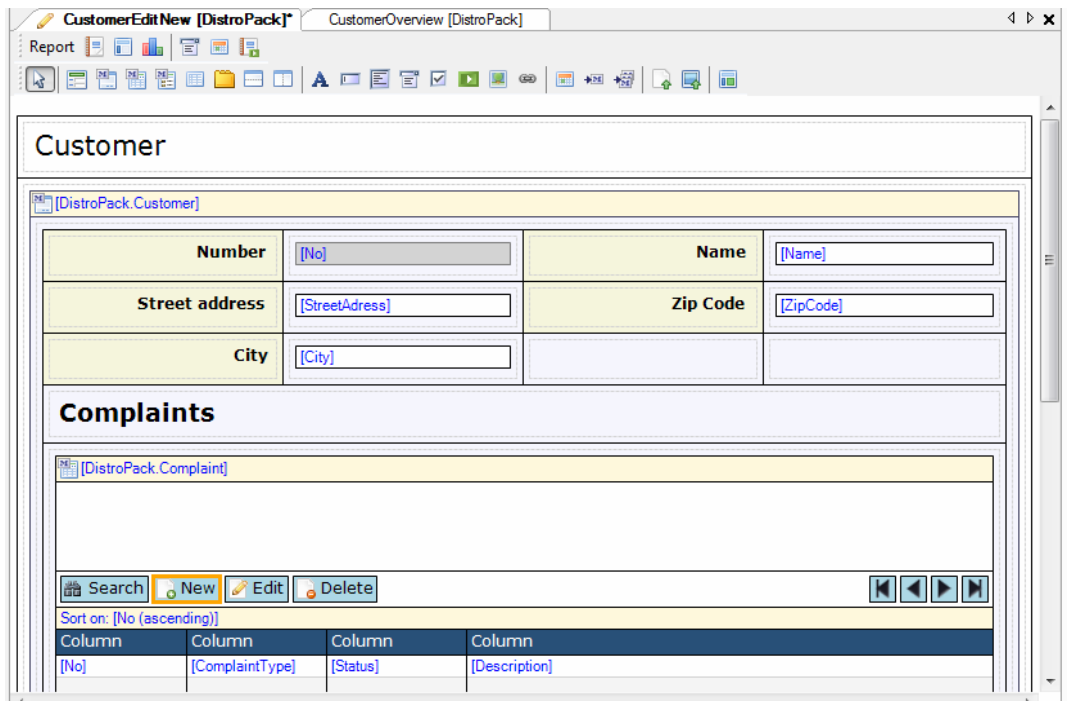 CustomerEditNew [DistroPack]* CustomerOverview [DistroPack]
Report
Customer
[DistroPack.Customer]
Number [No] Name [Name]
Street address [StreetAdress] Zip Code [ZipCode]
City [City]
Complaints
[DistroPack.Complaint]
Search New Edit Delete
Sort on: [No (ascending)]
Column Column Column Column
[No] [ComplaintType] [Status] [Description]